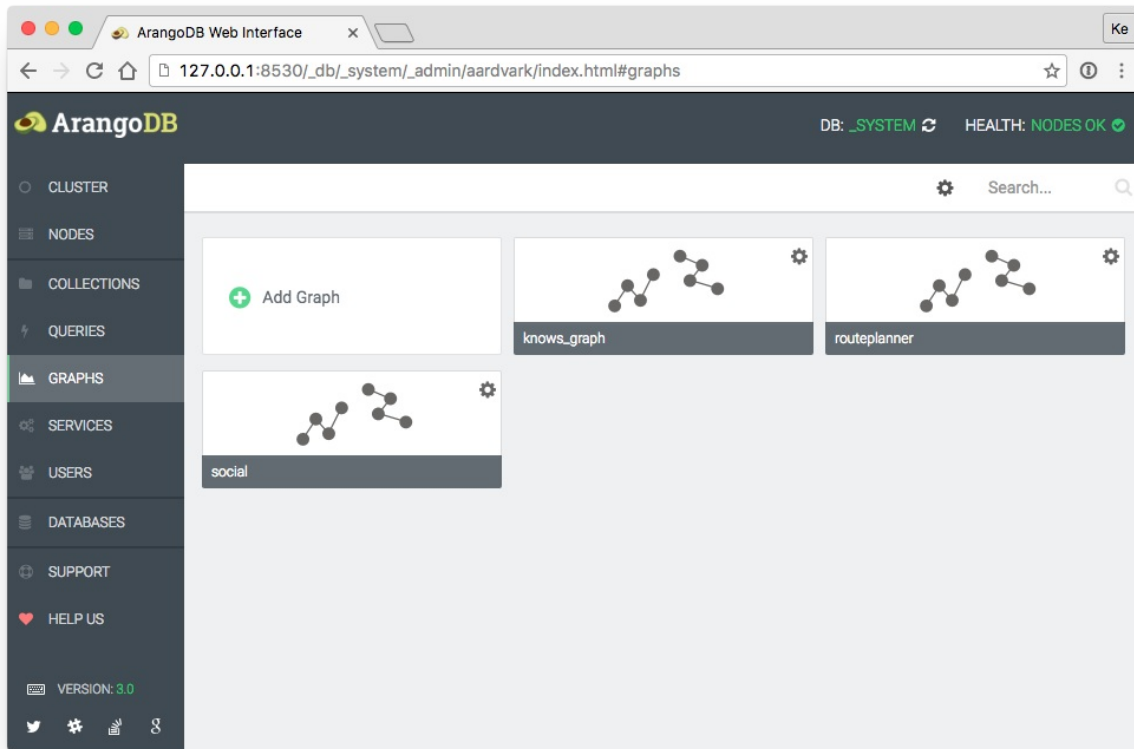 ArangoDB Web Interface
Ke
127.0.0.1:8530/_db/_system/_admin/aardvark/index.html#graphs
ArangoDB
DB: _SYSTEM HEALTH: NODES OK
CLUSTER
NODES
COLLECTIONS
QUERIES
GRAPHS
SERVICES
USERS
DATABASES
SUPPORT
HELP US
VERSION: 3.0
Search...
Add Graph
knows_graph
routeplanner
social